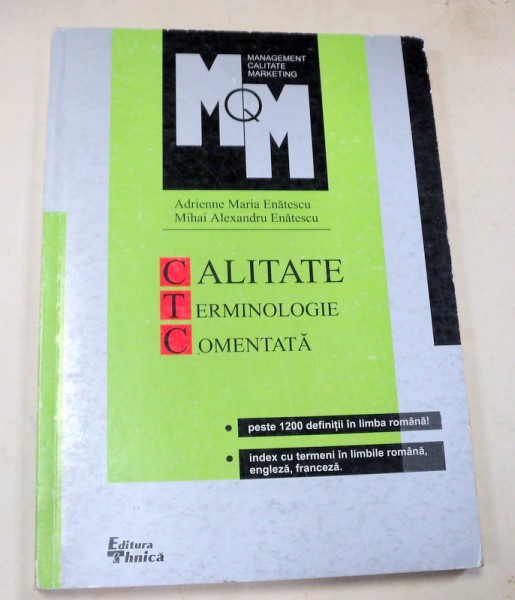 MANAGEMENT
CALITATE
MARKETING
MQM
Adrienne Maria Enătescu
Mihai Alexandru Enătescu
CALITATE
TERMINOLOGIE
COMENTATĂ
peste 1200 definiții în limba română!
index cu termeni în limbile română,
engleză, franceză.
Editura
Tehnică